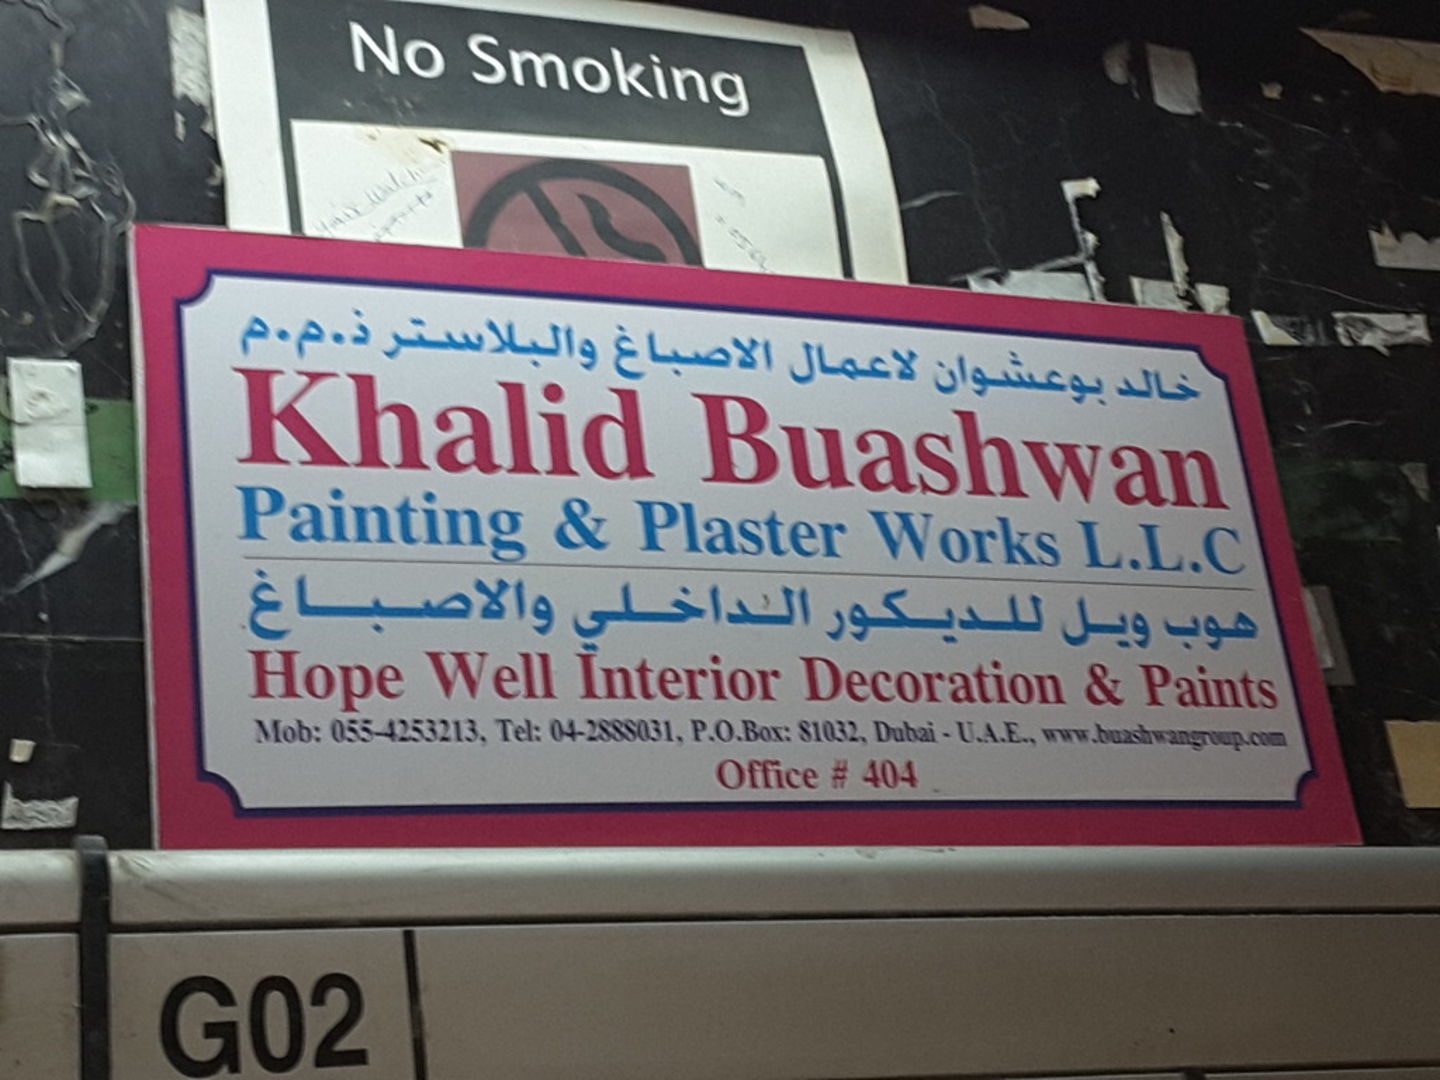 No Smoking
خالد بوعشوان لاعمال الاصباغ والبلاستر ذ.م.م
Khalid Buashwan
Painting & Plaster Works L.L.C
هوب ويل للديكور الداخلي والاصباغ
Hope Well Interior Decoration & Paints
Mob: 055-4253213, Tel: 04-2888031, P.O.Box: 81032, Dubai - U.A.E., www.buashwangroup.com
Office # 404
G02